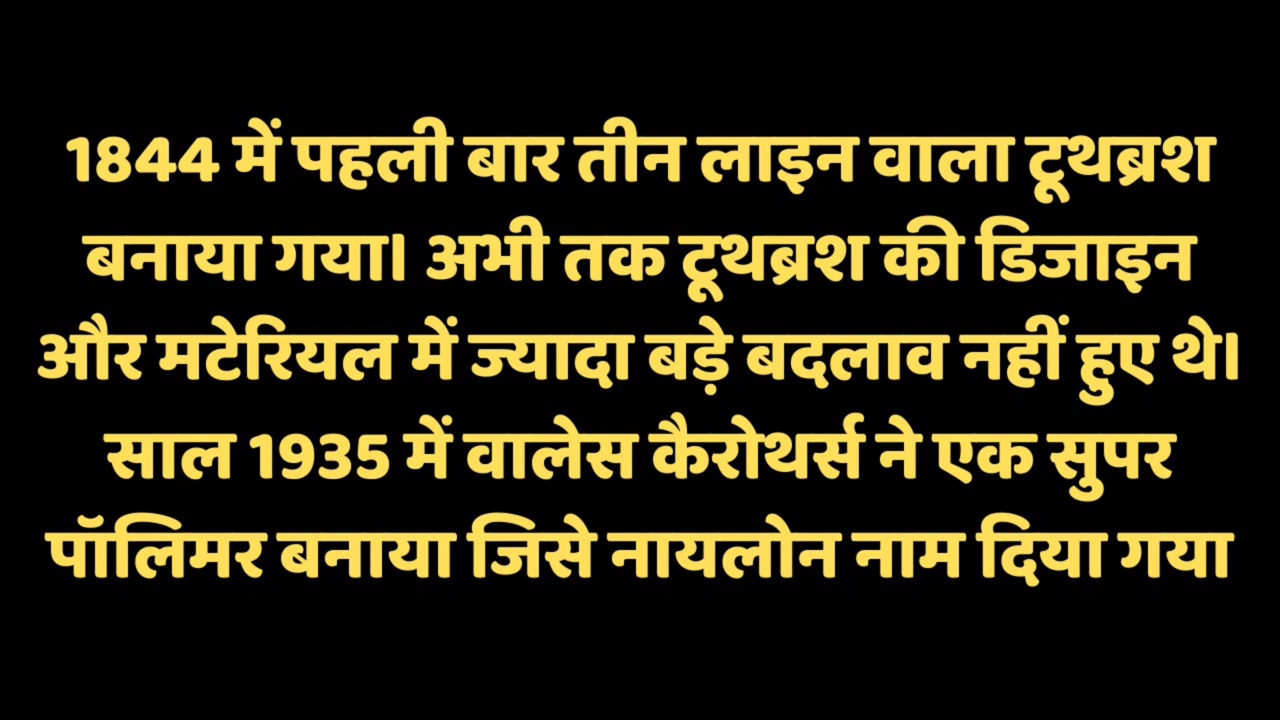 1844 में पहली बार तीन लाइन वाला टूथब्रश
बनाया गया। अभी तक टूथब्रश की डिजाइन
और मटेरियल में ज्यादा बड़े बदलाव नहीं हुए थे।
साल 1935 में वालेस कैरोथर्स ने एक सुपर
पॉलिमर बनाया जिसे नायलोन नाम दिया गया